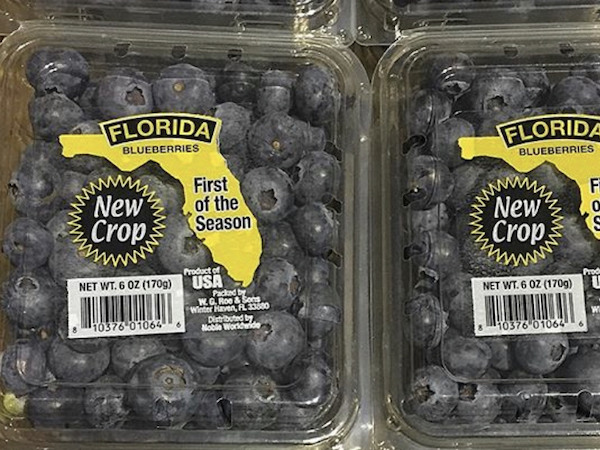 FLORIDA
BLUEBERRIES
New
Crop
First
of the
Season
Product of
USA
NET WT. 6 OZ (170g)
8 10376 01064 6
Packed by
W. G. Roe & Sons
Winter Haven, FL 33880
Distributed by
Noble Worldwide
FLORIDA
BLUEBERRIES
New
Crop
NET WT. 6 OZ (170g)
8 10376 01064 6